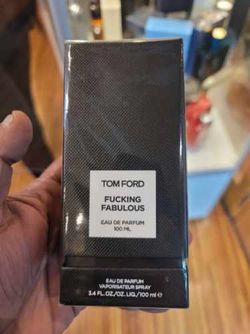 TOM FORD
FUCKING
FABULOUS
EAU DE PARFUM
100 ML
EAU DE PARFUM
VAPORISATEUR SPRAY
3.4 FL.OZ./OZ. LIQ./100 ml ℮